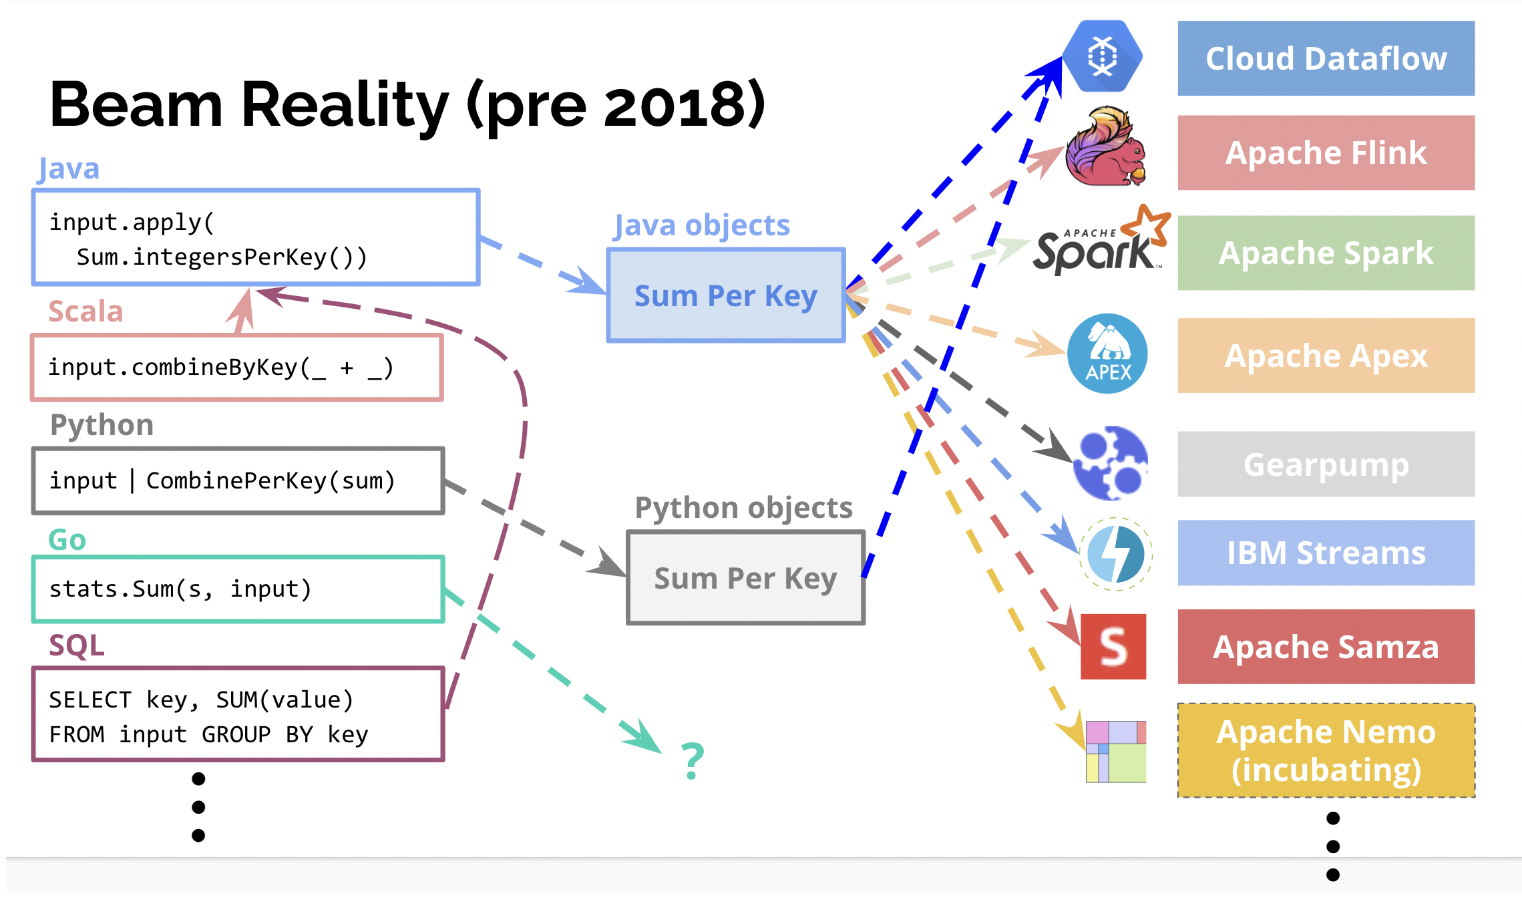 Beam Reality (pre 2018)
Java
input.apply(
Sum.integersPerKey())
Scala
input.combineByKey(_ + _)
Python
input | CombinePerKey(sum)
Go
stats.Sum(s, input)
SQL
SELECT key, SUM(value)
FROM input GROUP BY key
Java objects
Sum Per Key
Python objects
Sum Per Key
?
Cloud Dataflow
Apache Flink
APACHE
Spark™
Apache Spark
APEX
Apache Apex
Gearpump
IBM Streams
S
Apache Samza
Apache Nemo
(incubating)